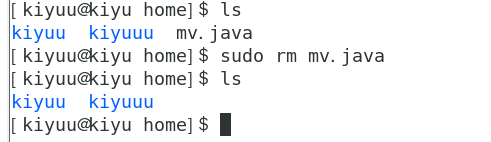 [kiyuu@kiyu home]$ ls
kiyuu  kiyuuu  mv.java
[kiyuu@kiyu home]$ sudo rm mv.java
[kiyuu@kiyu home]$ ls
kiyuu  kiyuuu
[kiyuu@kiyu home]$